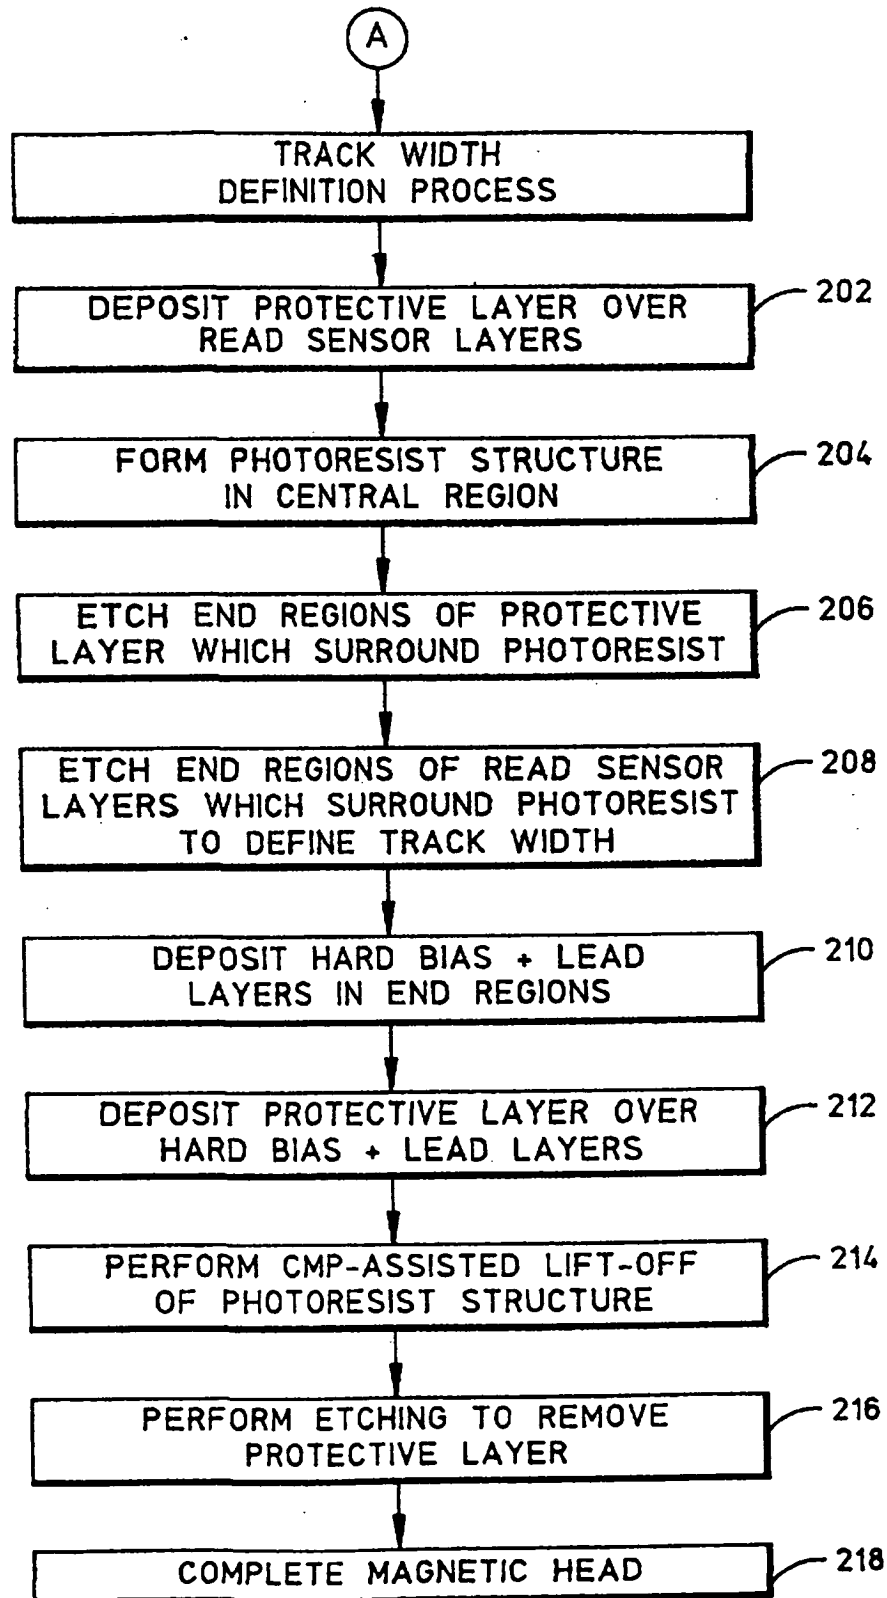 A
TRACK WIDTH
DEFINITION PROCESS
DEPOSIT PROTECTIVE LAYER OVER
READ SENSOR LAYERS
202
FORM PHOTORESIST STRUCTURE
IN CENTRAL REGION
204
ETCH END REGIONS OF PROTECTIVE
LAYER WHICH SURROUND PHOTORESIST
206
ETCH END REGIONS OF READ SENSOR
LAYERS WHICH SURROUND PHOTORESIST
TO DEFINE TRACK WIDTH
208
DEPOSIT HARD BIAS + LEAD
LAYERS IN END REGIONS
210
DEPOSIT PROTECTIVE LAYER OVER
HARD BIAS + LEAD LAYERS
212
PERFORM CMP-ASSISTED LIFT-OFF
OF PHOTORESIST STRUCTURE
214
PERFORM ETCHING TO REMOVE
PROTECTIVE LAYER
216
COMPLETE MAGNETIC HEAD
218